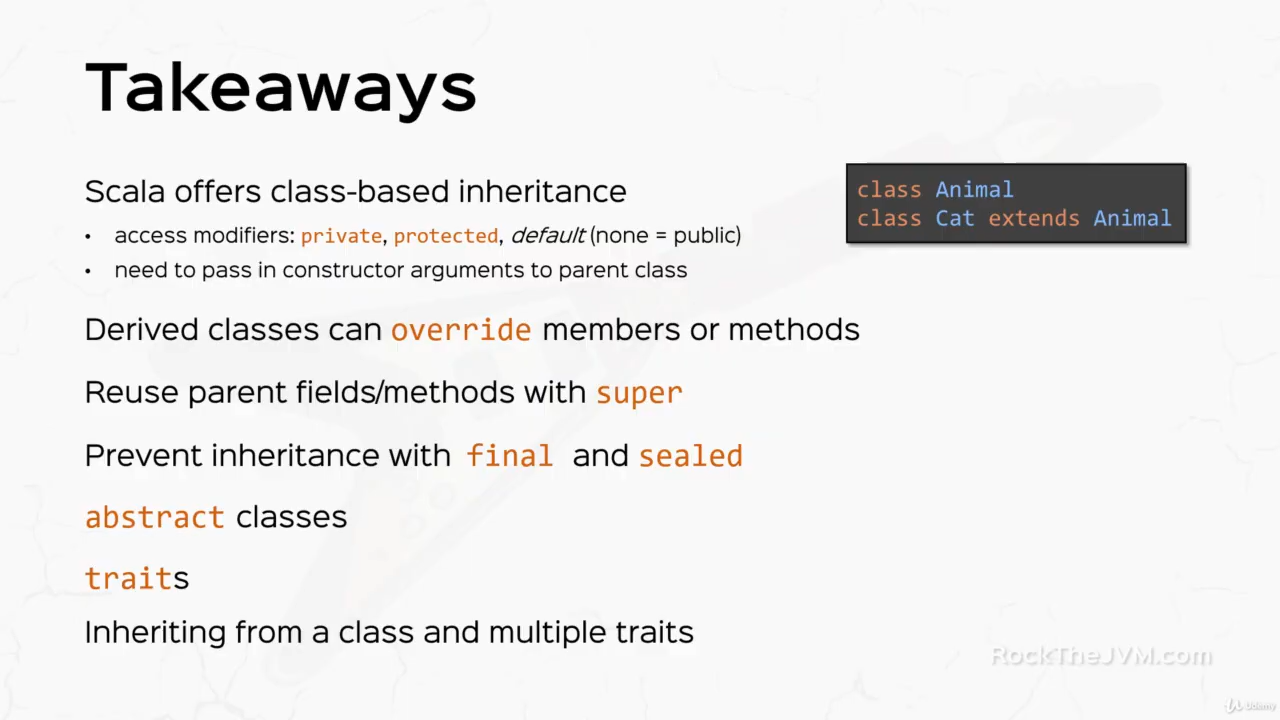 Takeaways
Scala offers class-based inheritance
• access modifiers: private, protected, default (none = public)
• need to pass in constructor arguments to parent class
class Animal
class Cat extends Animal
Derived classes can override members or methods
Reuse parent fields/methods with super
Prevent inheritance with final and sealed
abstract classes
traits
Inheriting from a class and multiple traits
RockTheJVM.com
Udemy